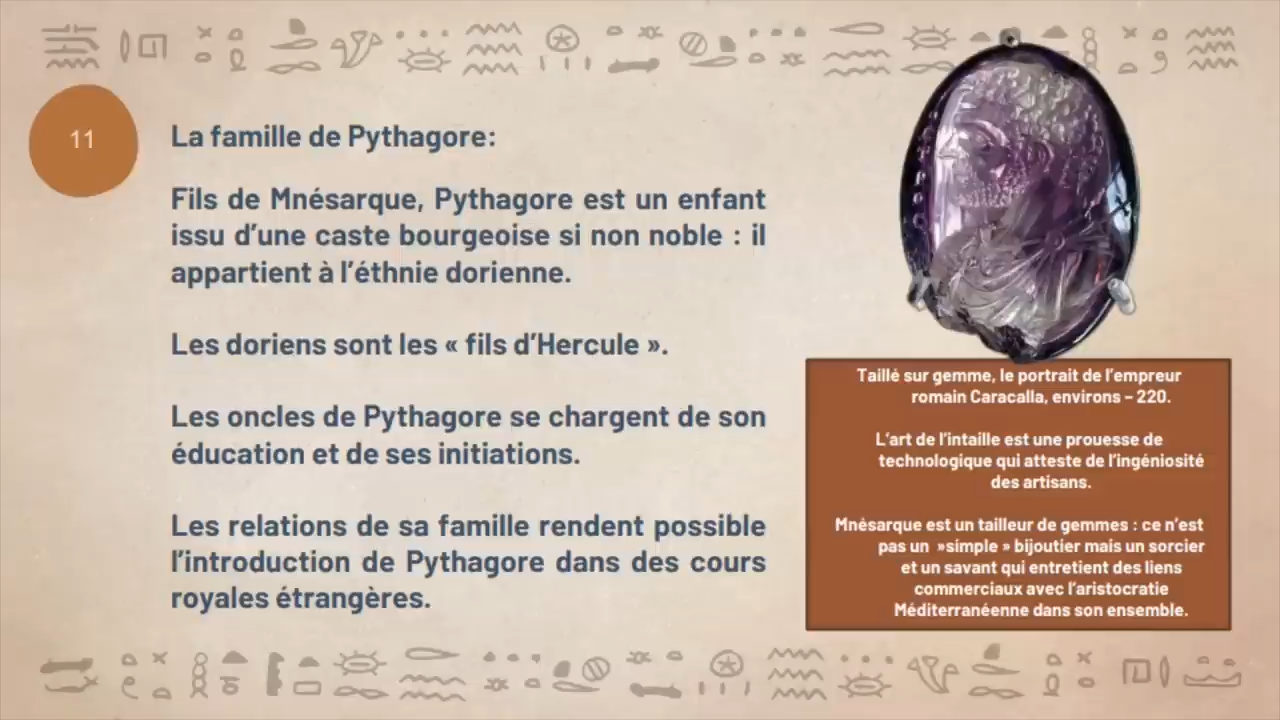 11
La famille de Pythagore:
Fils de Mnésarque, Pythagore est un enfant
issu d’une caste bourgeoise si non noble : il
appartient à l’éthnie dorienne.
Les doriens sont les « fils d’Hercule ».
Les oncles de Pythagore se chargent de son
éducation et de ses initiations.
Les relations de sa famille rendent possible
l’introduction de Pythagore dans des cours
royales étrangères.
Taillé sur gemme, le portrait de l’empreur
romain Caracalla, environs – 220.
L’art de l’intaille est une prouesse de
technologique qui atteste de l’ingéniosité
des artisans.
Mnésarque est un tailleur de gemmes : ce n’est
pas un »simple » bijoutier mais un sorcier
et un savant qui entretient des liens
commerciaux avec l’aristocratie
Méditerranéenne dans son ensemble.